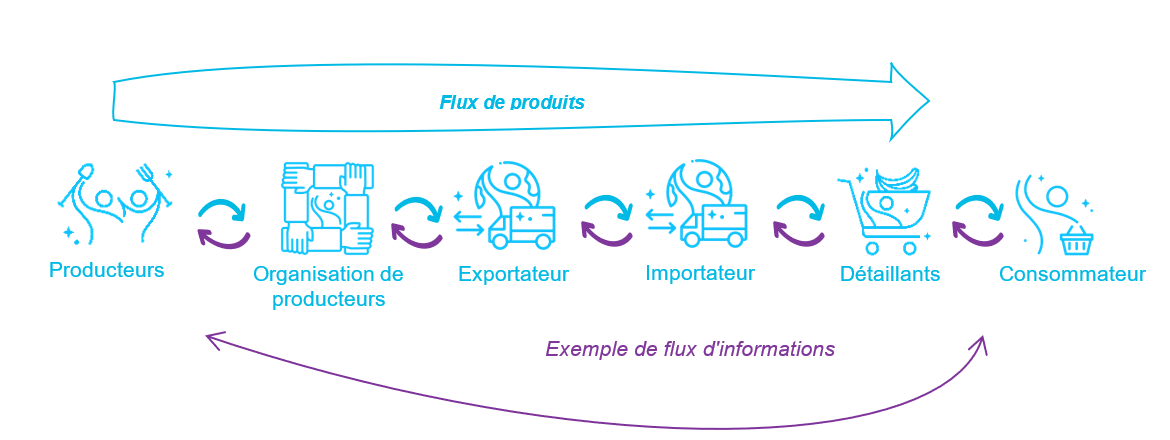 Flux de produits
Producteurs
Organisation de
producteurs
Exportateur
Importateur
Détaillants
Consommateur
Exemple de flux d'informations